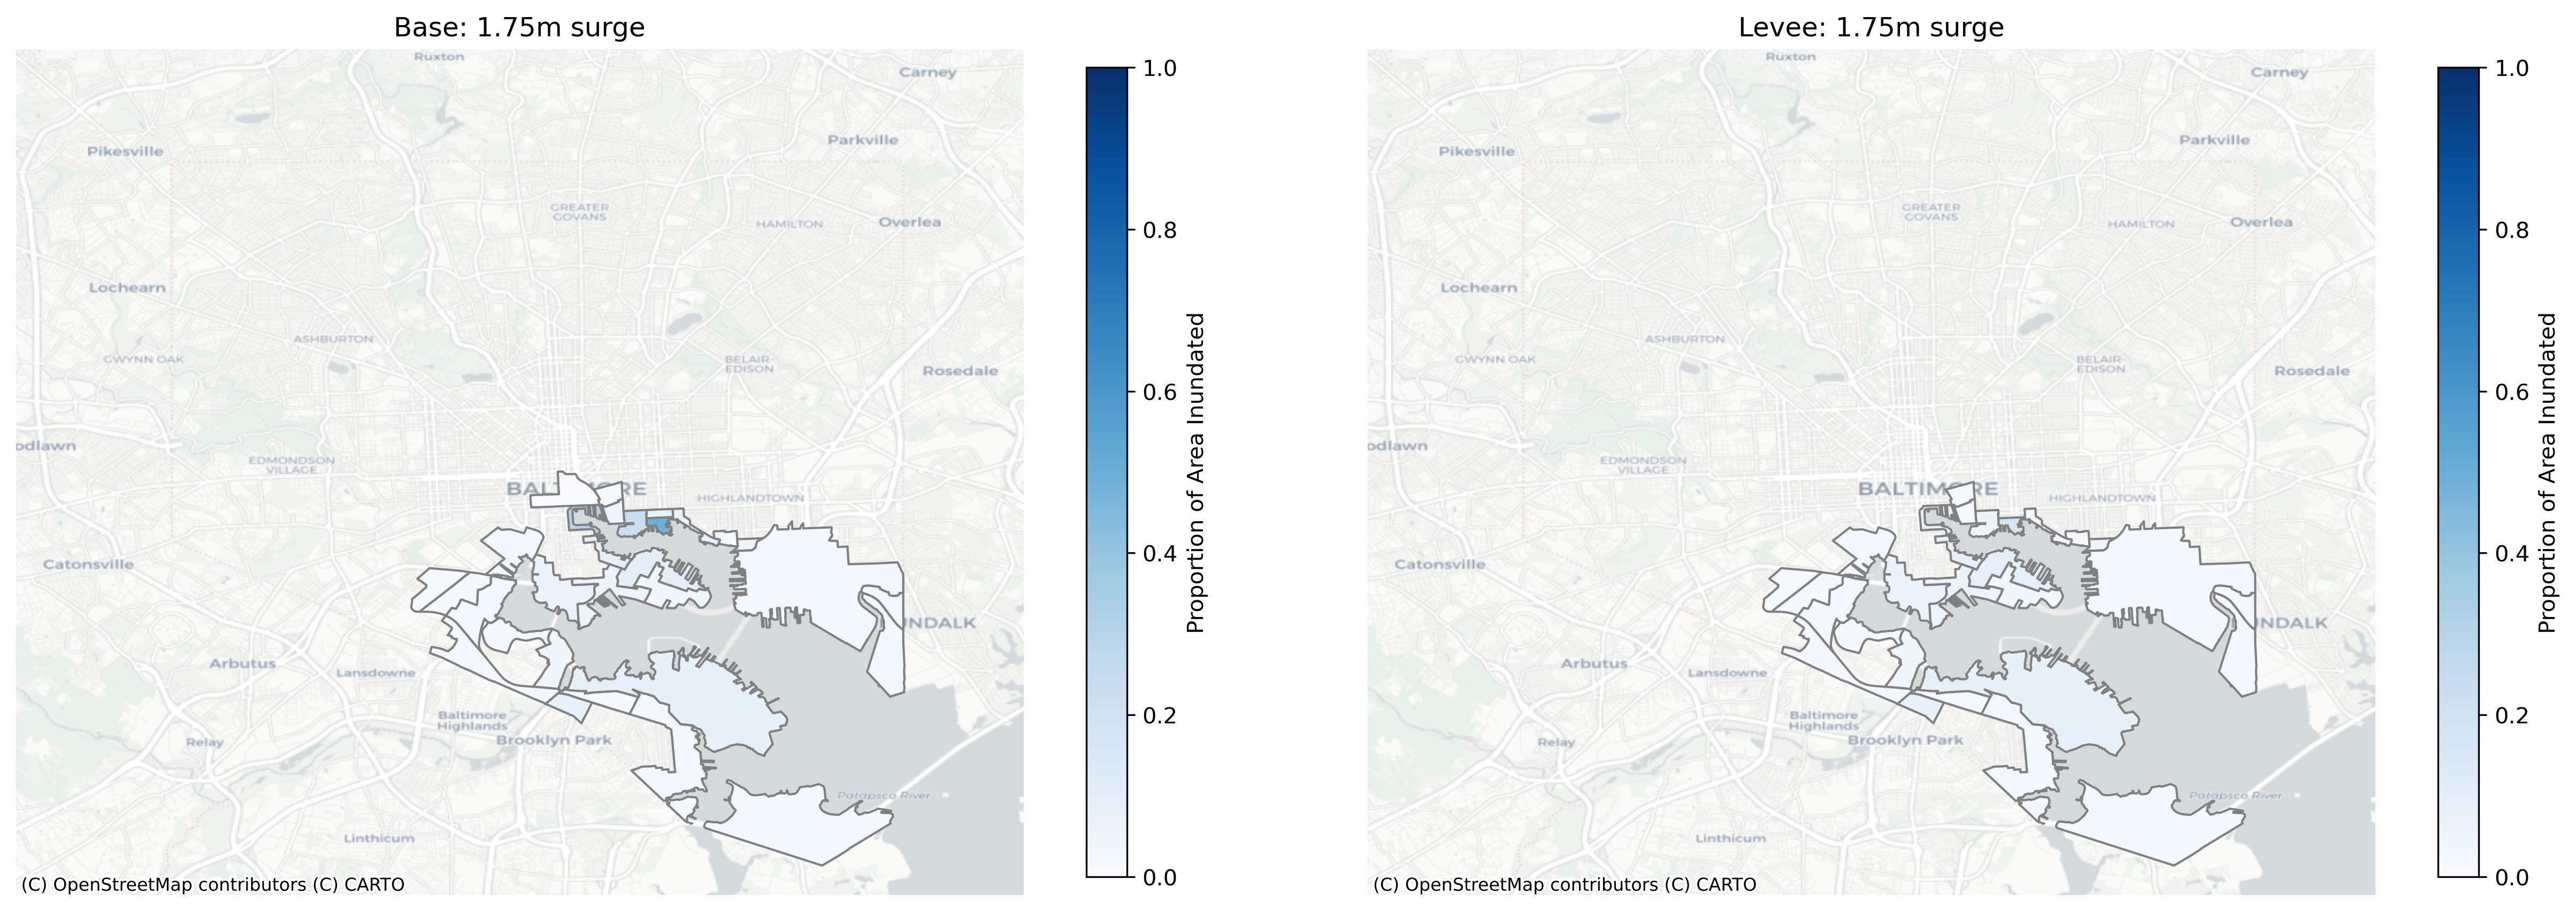 Base: 1.75m surge
Ruxton
Carney
Parkville
Pikesville
GREATER
GOVANS
HAMILTON
Overlea
Lochearn
ASHBURTON
GWYNN OAK
BELAIR-
EDISON
Rosedale
odlawn
EDMONDSON
VILLAGE
BALTIMORE
HIGHLANDTOWN
Catonsville
UNDALK
Arbutus
Lansdowne
Baltimore
Highlands
Relay
Brooklyn Park
Patapsco River
Linthicum
(C) OpenStreetMap contributors (C) CARTO
1.0
0.8
0.6
0.4
0.2
0.0
Proportion of Area Inundated
Levee: 1.75m surge
Ruxton
Carney
Parkville
Pikesville
GREATER
GOVANS
HAMILTON
Overlea
Lochearn
ASHBURTON
GWYNN OAK
BELAIR-
EDISON
Rosedale
odlawn
EDMONDSON
VILLAGE
BALTIMORE
HIGHLANDTOWN
Catonsville
UNDALK
Arbutus
Lansdowne
Baltimore
Highlands
Relay
Brooklyn Park
Patapsco River
Linthicum
(C) OpenStreetMap contributors (C) CARTO
1.0
0.8
0.6
0.4
0.2
0.0
Proportion of Area Inundated